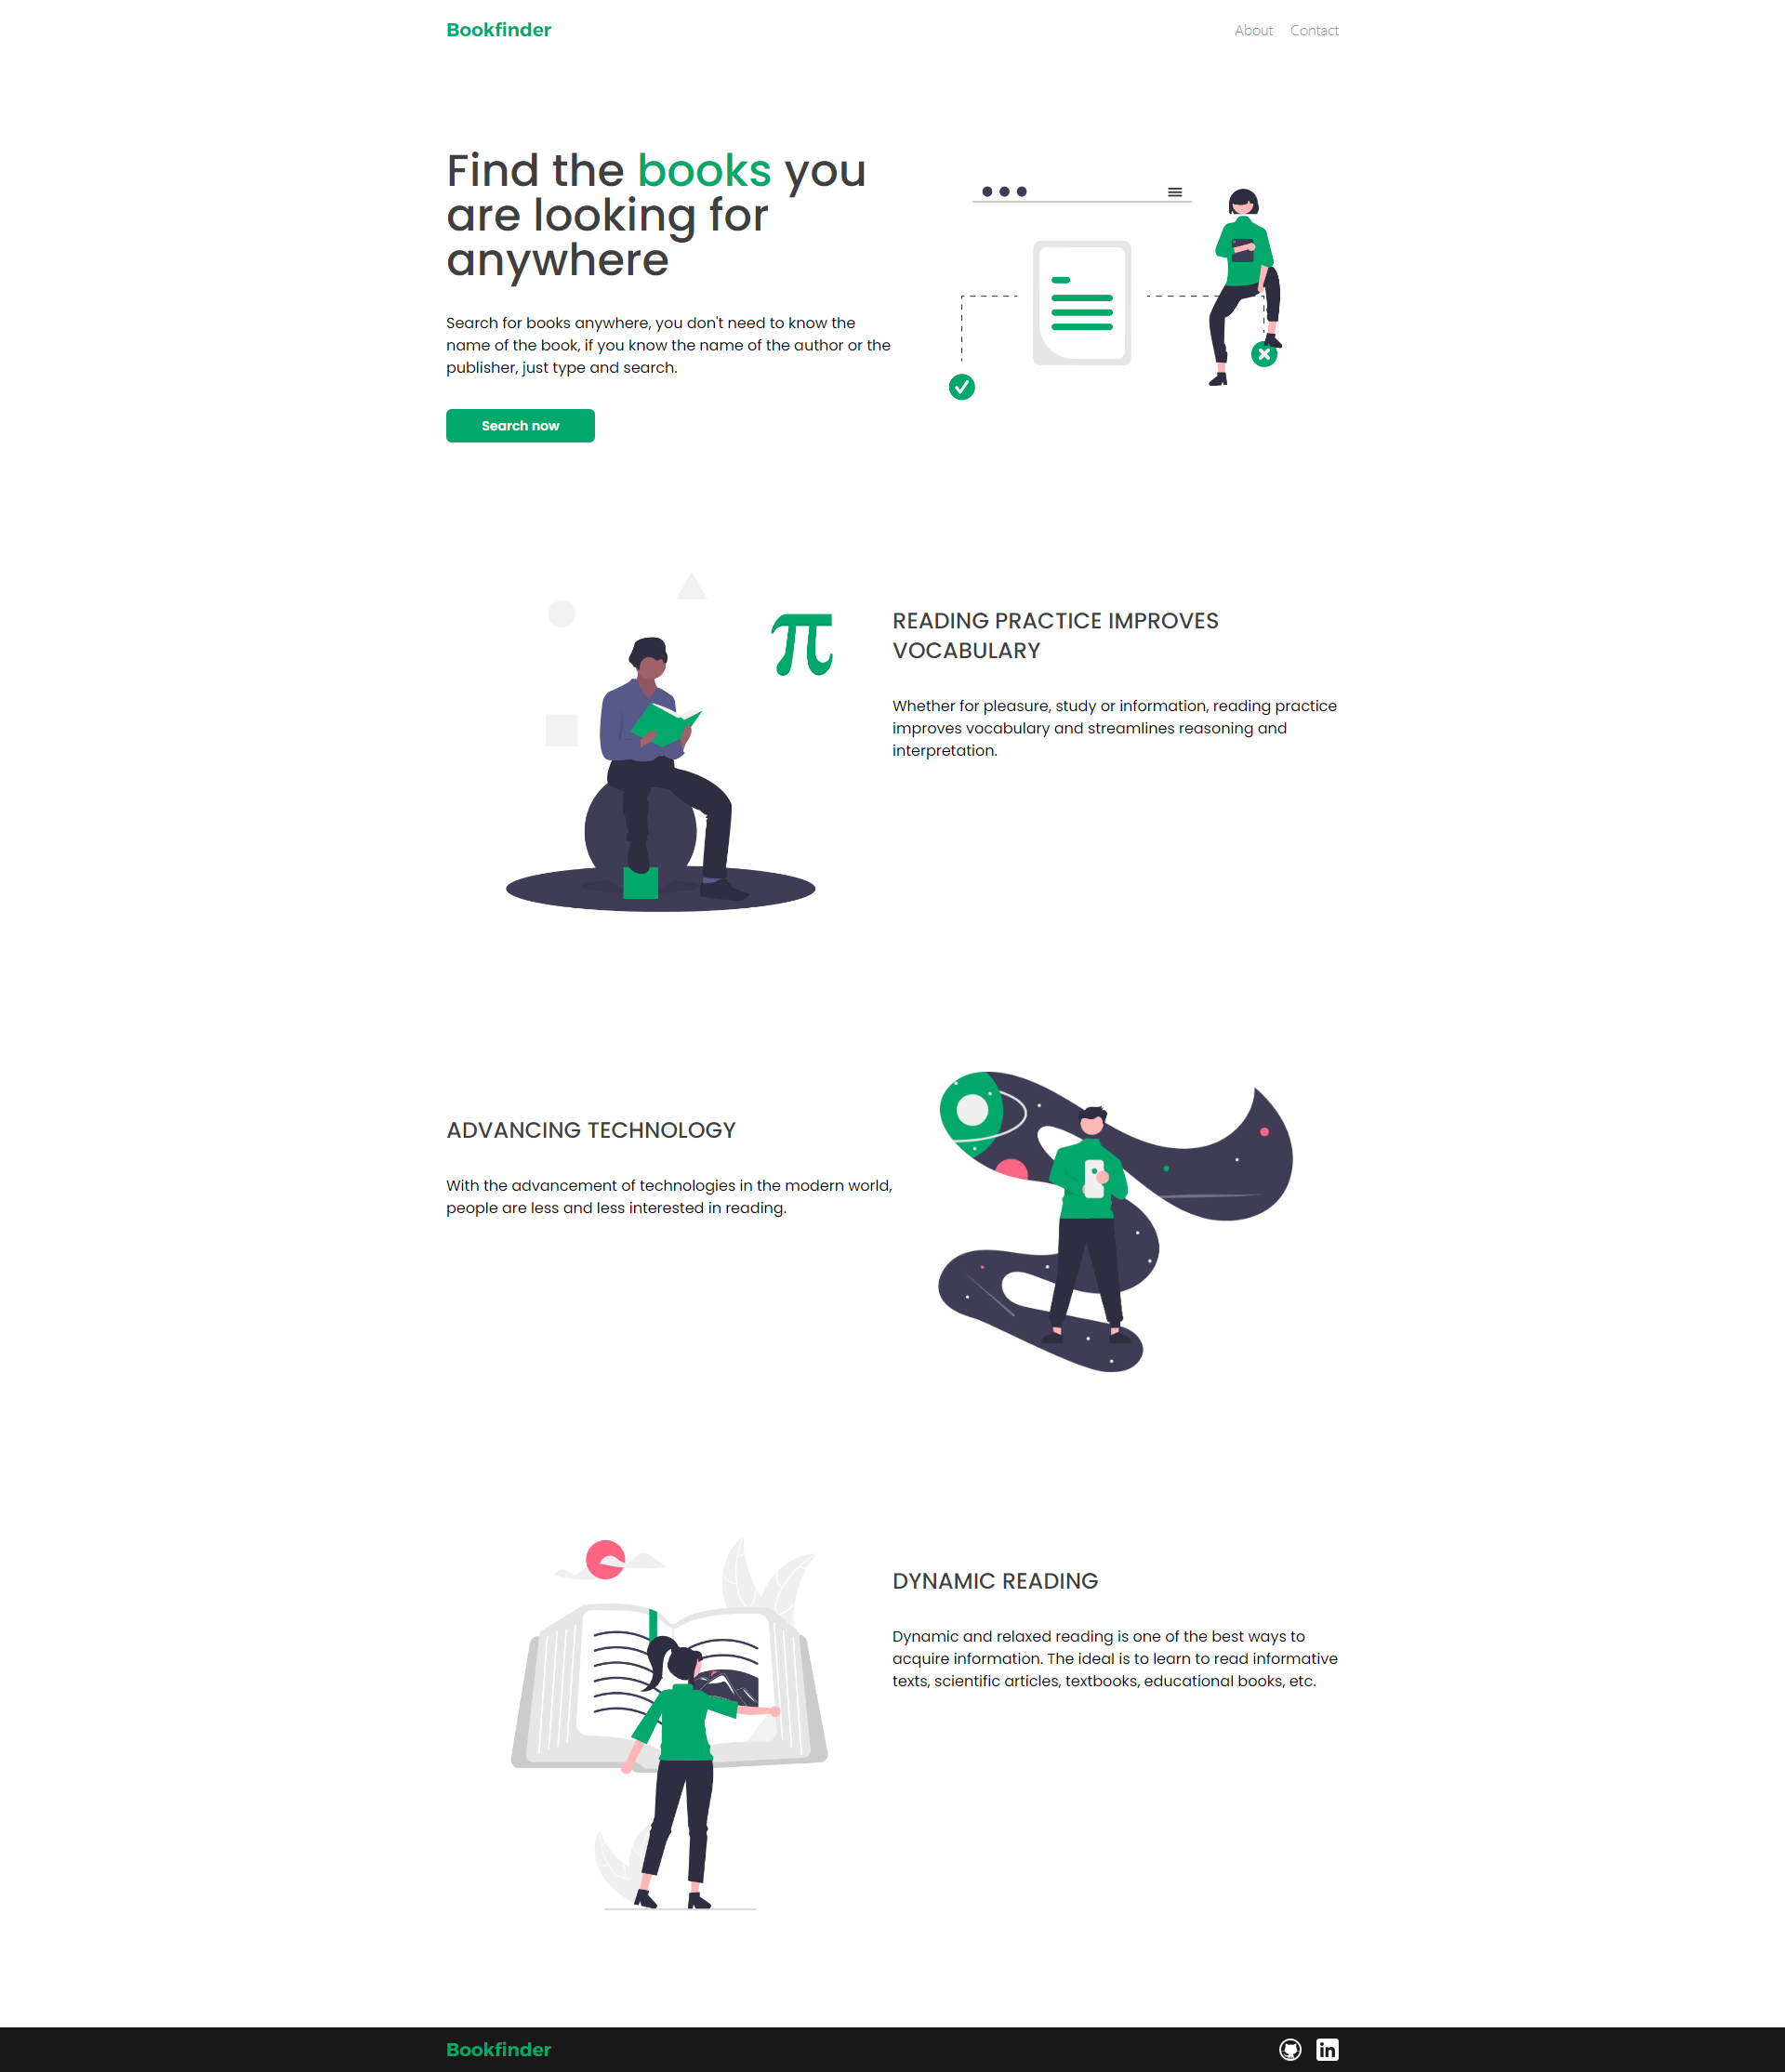 Bookfinder
About Contact
Find the books you
are looking for
anywhere
Search for books anywhere, you don't need to know the
name of the book, if you know the name of the author or the
publisher, just type and search.
Search now
π
READING PRACTICE IMPROVES
VOCABULARY
Whether for pleasure, study or information, reading practice
improves vocabulary and streamlines reasoning and
interpretation.
ADVANCING TECHNOLOGY
With the advancement of technologies in the modern world,
people are less and less interested in reading.
DYNAMIC READING
Dynamic and relaxed reading is one of the best ways to
acquire information. The ideal is to learn to read informative
texts, scientific articles, textbooks, educational books, etc.
Bookfinder
in